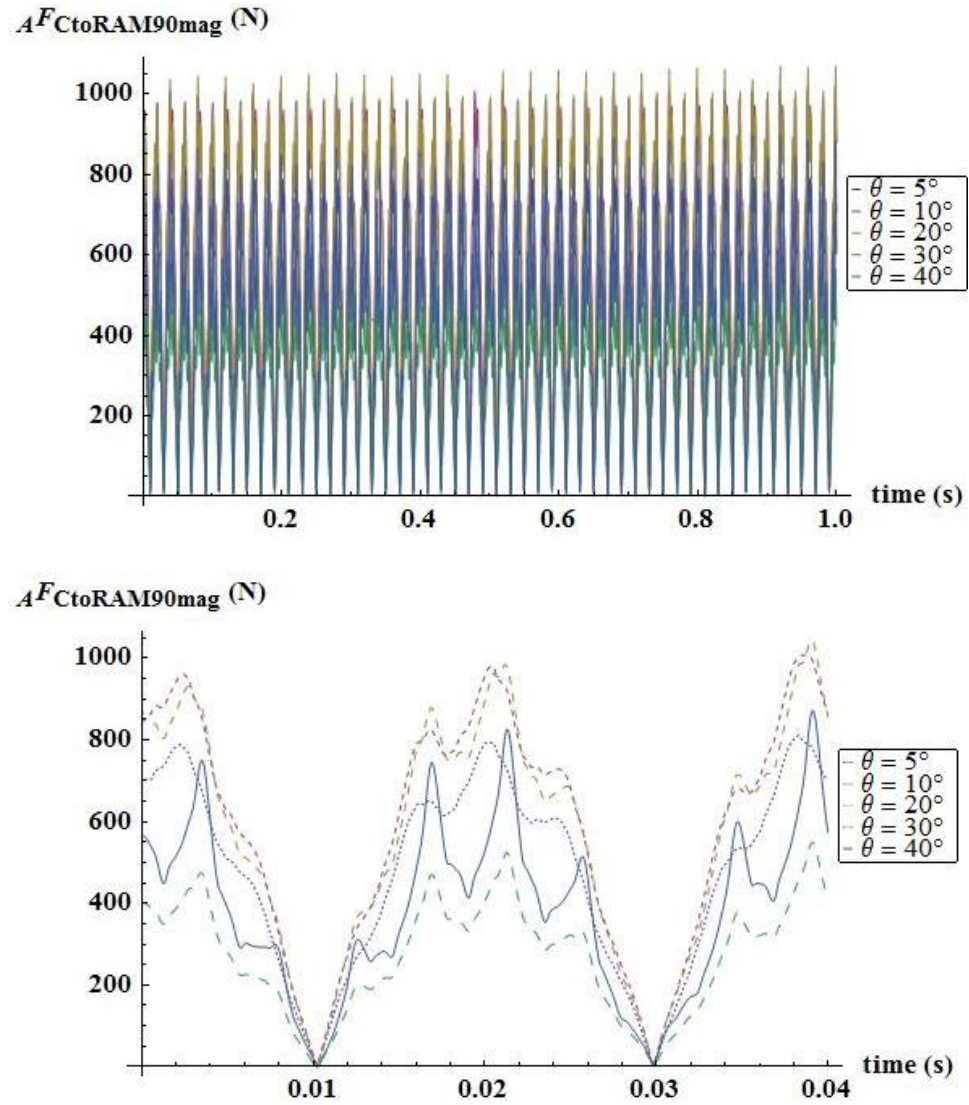 AFCtoRAM90mag (N)
1000
800
600
400
200
0.2 0.4 0.6 0.8 1.0
time (s)
θ = 5°
θ = 10°
θ = 20°
θ = 30°
θ = 40°
AFCtoRAM90mag (N)
1000
800
600
400
200
0.01 0.02 0.03 0.04
time (s)
θ = 5°
θ = 10°
θ = 20°
θ = 30°
θ = 40°